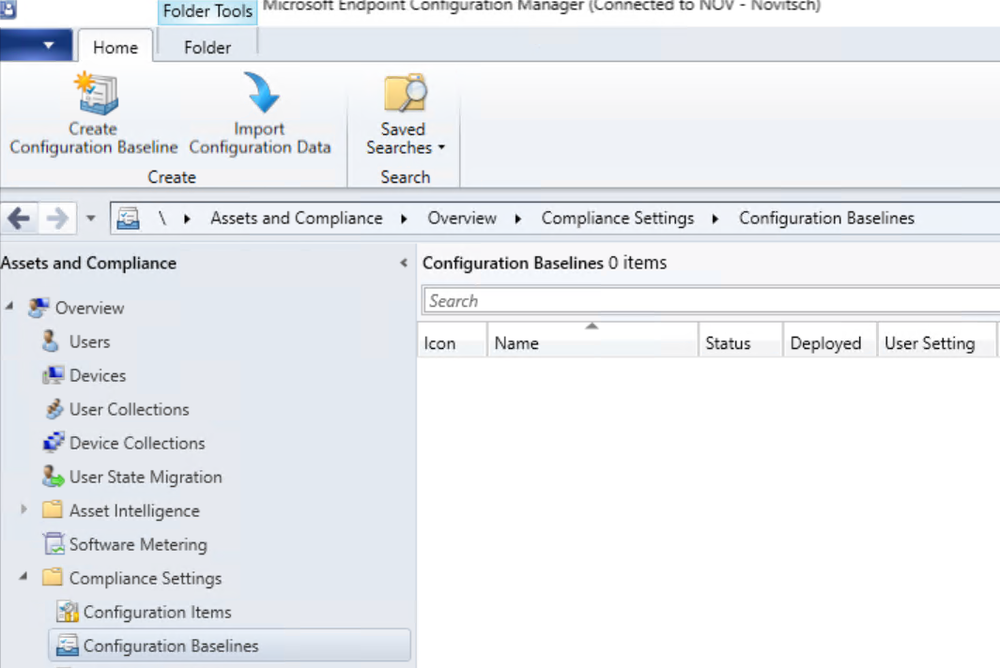 Folder Tools
Microsoft Endpoint Configuration Manager (Connected to NOV - Novitsch)
Home
Folder
Create
Configuration Baseline
Import
Configuration Data
Saved
Searches
Create
Search
\ Assets and Compliance Overview Compliance Settings Configuration Baselines
Assets and Compliance
Overview
Users
Devices
User Collections
Device Collections
User State Migration
Asset Intelligence
Software Metering
Compliance Settings
Configuration Items
Configuration Baselines
Configuration Baselines 0 items
Search
Icon Name Status Deployed User Setting